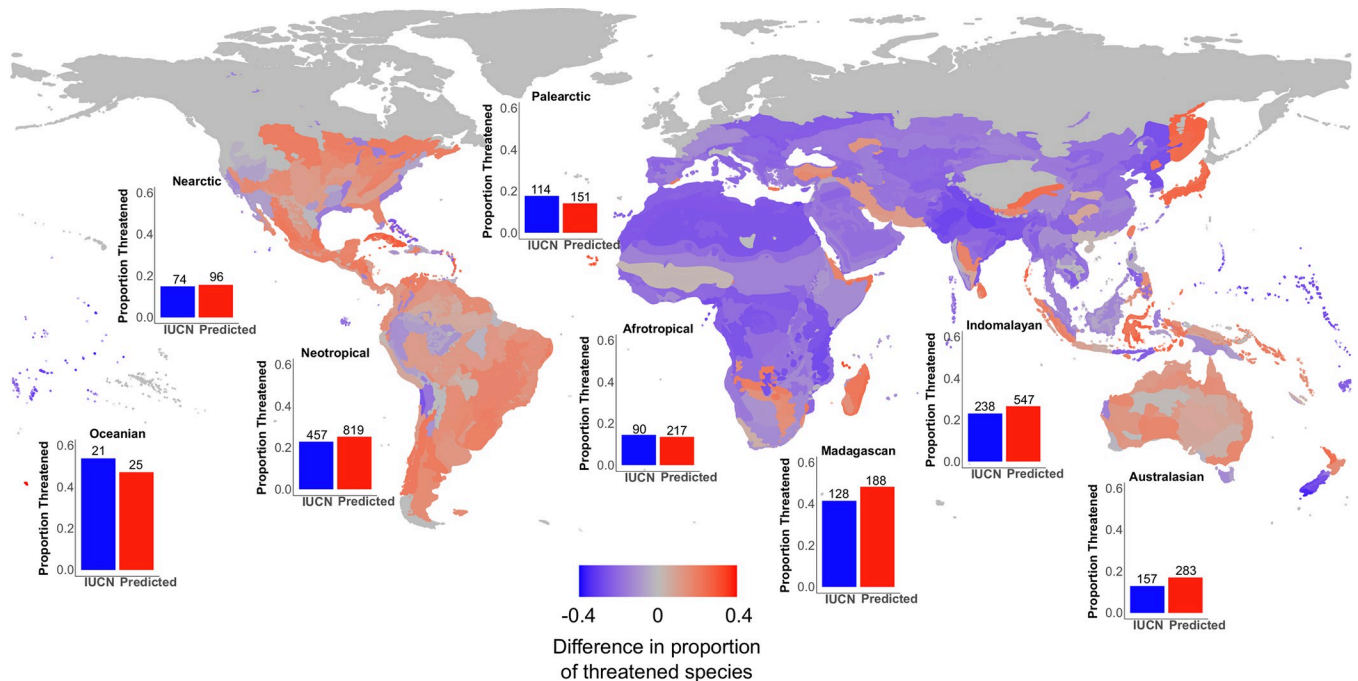 Palearctic
Proportion Threatened
0.6
0.4
0.2
0.0
114
151
IUCN Predicted
Nearctic
Proportion Threatened
0.6
0.4
0.2
0.0
74
96
IUCN Predicted
Neotropical
Proportion Threatened
0.6
0.4
0.2
0.0
457
819
IUCN Predicted
Afrotropical
Proportion Threatened
0.6
0.4
0.2
0.0
90
217
IUCN Predicted
Indomalayan
Proportion Threatened
0.6
0.4
0.2
0.0
238
547
IUCN Predicted
Oceanian
Proportion Threatened
0.6
0.4
0.2
0.0
21
25
IUCN Predicted
Madagascan
Proportion Threatened
0.6
0.4
0.2
0.0
128
188
IUCN Predicted
Australasian
Proportion Threatened
0.6
0.4
0.2
0.0
157
283
IUCN Predicted
-0.4
0
0.4
Difference in proportion
of threatened species